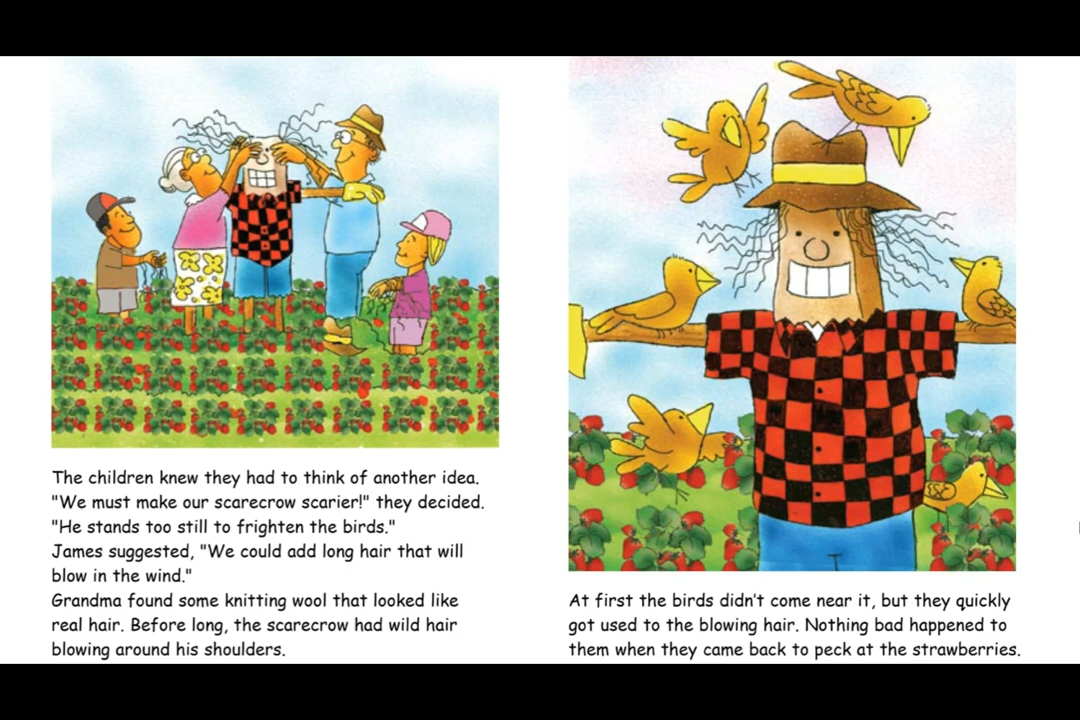 The children knew they had to think of another idea.
"We must make our scarecrow scarier!" they decided.
"He stands too still to frighten the birds."
James suggested, "We could add long hair that will
blow in the wind."
Grandma found some knitting wool that looked like
real hair. Before long, the scarecrow had wild hair
blowing around his shoulders.
At first the birds didn't come near it, but they quickly
got used to the blowing hair. Nothing bad happened to
them when they came back to peck at the strawberries.